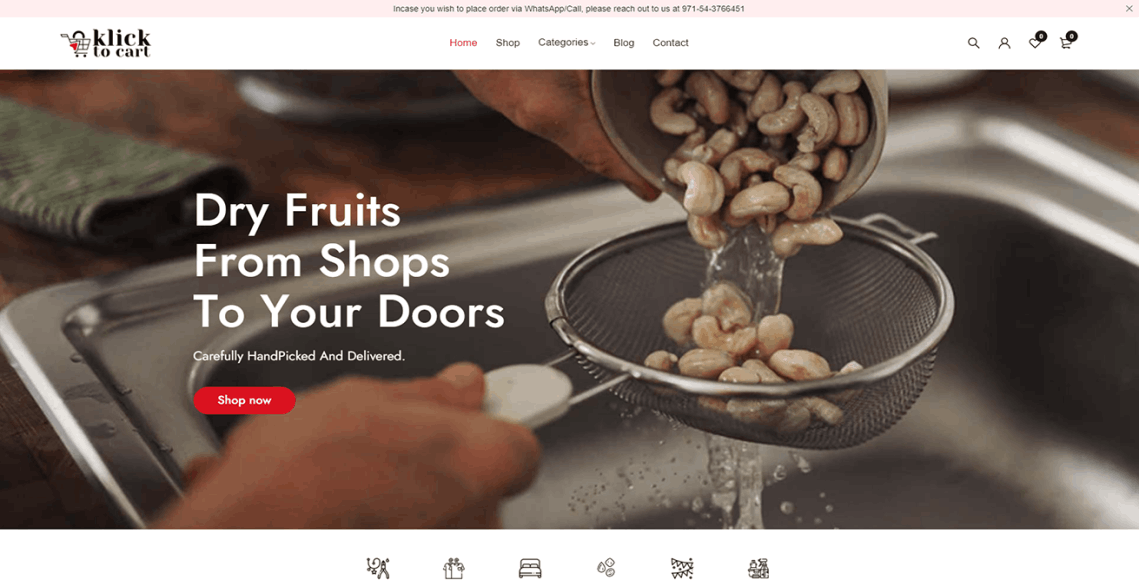 Incase you wish to place order via WhatsApp/Call, please reach out to us at 971-54-3766451
klick
to cart
Home
Shop
Categories
Blog
Contact
0
0
Dry Fruits
From Shops
To Your Doors
Carefully HandPicked And Delivered.
Shop now